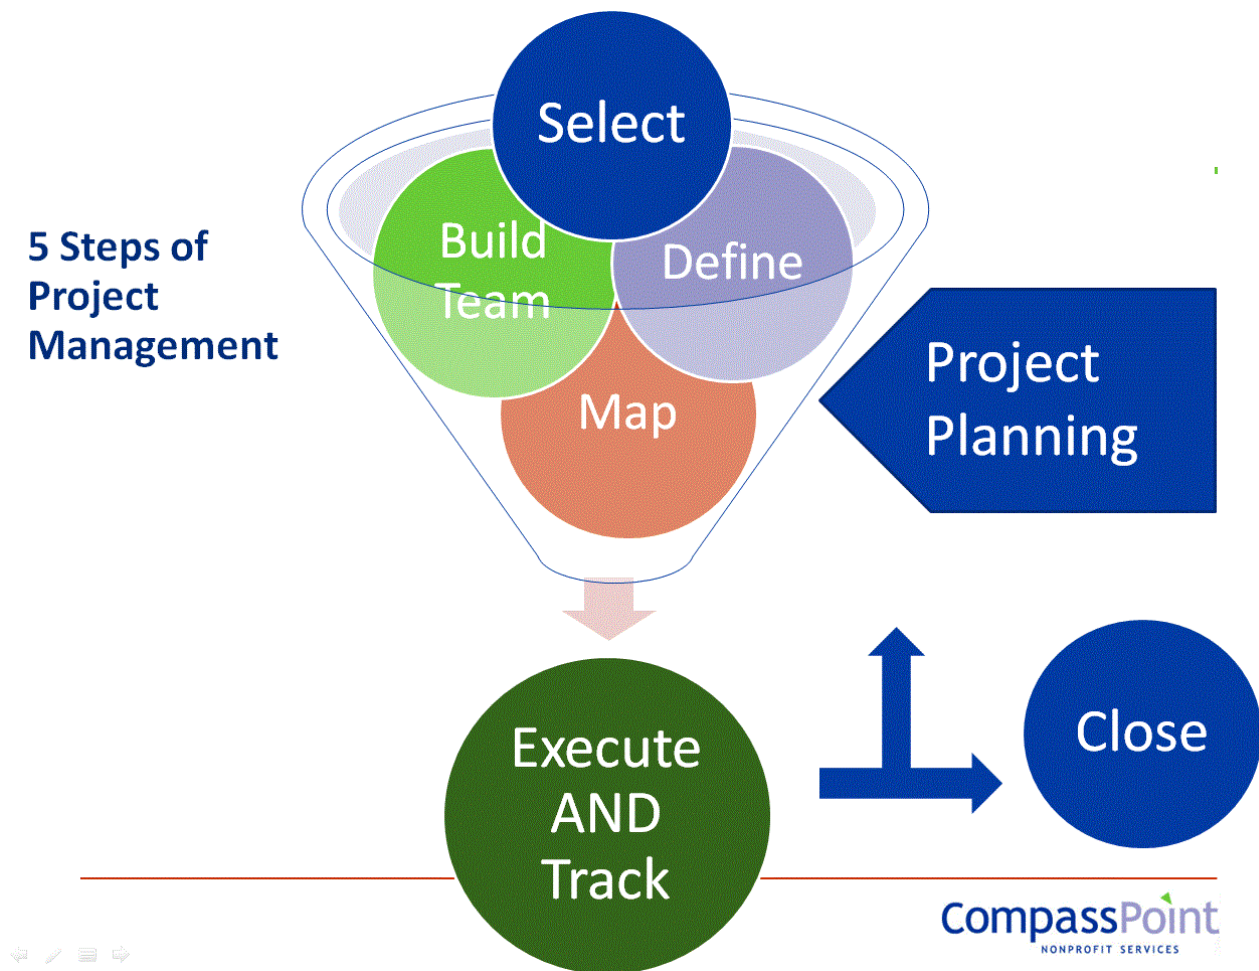 Select
Build
Team
Define
5 Steps of
Project
Management
Map
Project
Planning
Execute
AND
Track
Close
CompassPoint
NONPROFIT SERVICES